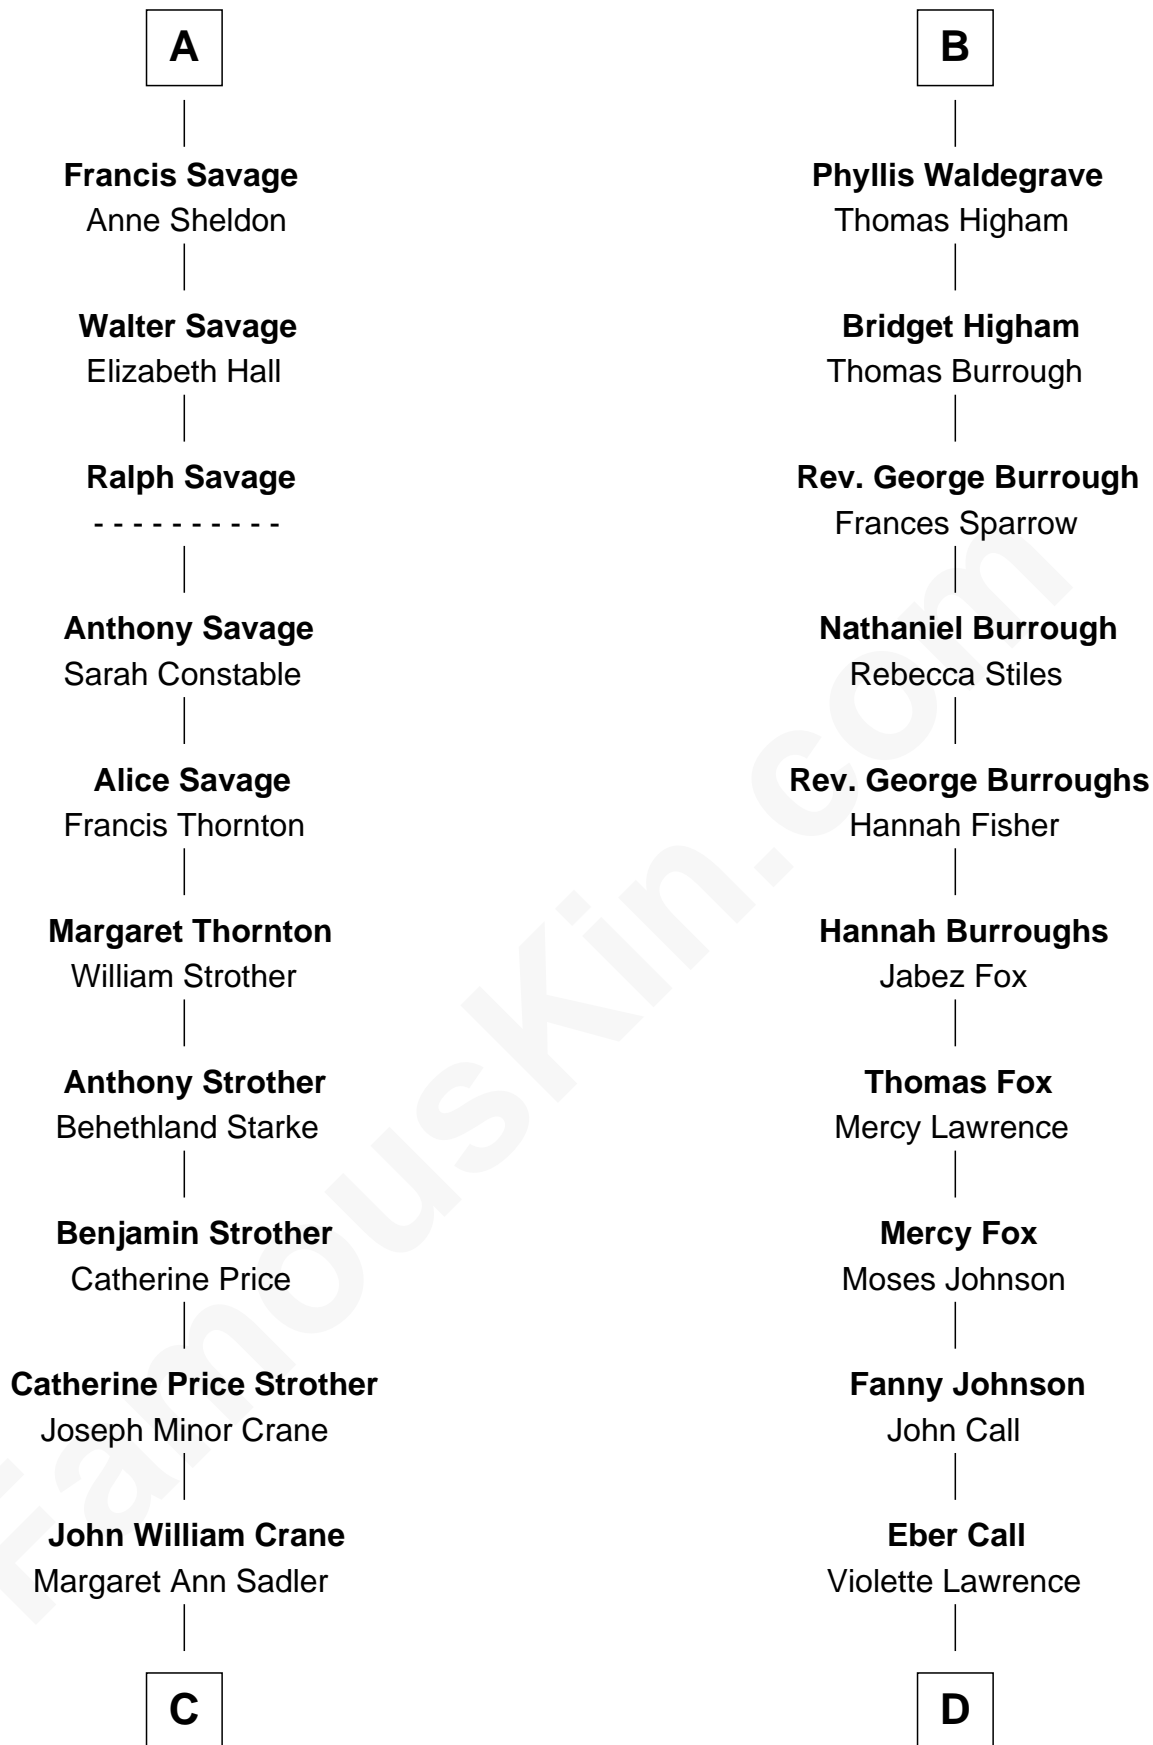 A
Francis Savage
Anne Sheldon
Walter Savage
Elizabeth Hall
Ralph Savage
- - - - - - - - - -
Anthony Savage
Sarah Constable
Alice Savage
Francis Thornton
Margaret Thornton
William Strother
Anthony Strother
Behethland Starke
Benjamin Strother
Catherine Price
Catherine Price Strother
Joseph Minor Crane
John William Crane
Margaret Ann Sadler
C
B
Phyllis Waldegrave
Thomas Higham
Bridget Higham
Thomas Burrough
Rev. George Burrough
Frances Sparrow
Nathaniel Burrough
Rebecca Stiles
Rev. George Burroughs
Hannah Fisher
Hannah Burroughs
Jabez Fox
Thomas Fox
Mercy Lawrence
Mercy Fox
Moses Johnson
Fanny Johnson
John Call
Eber Call
Violette Lawrence
D
FamousKin.com